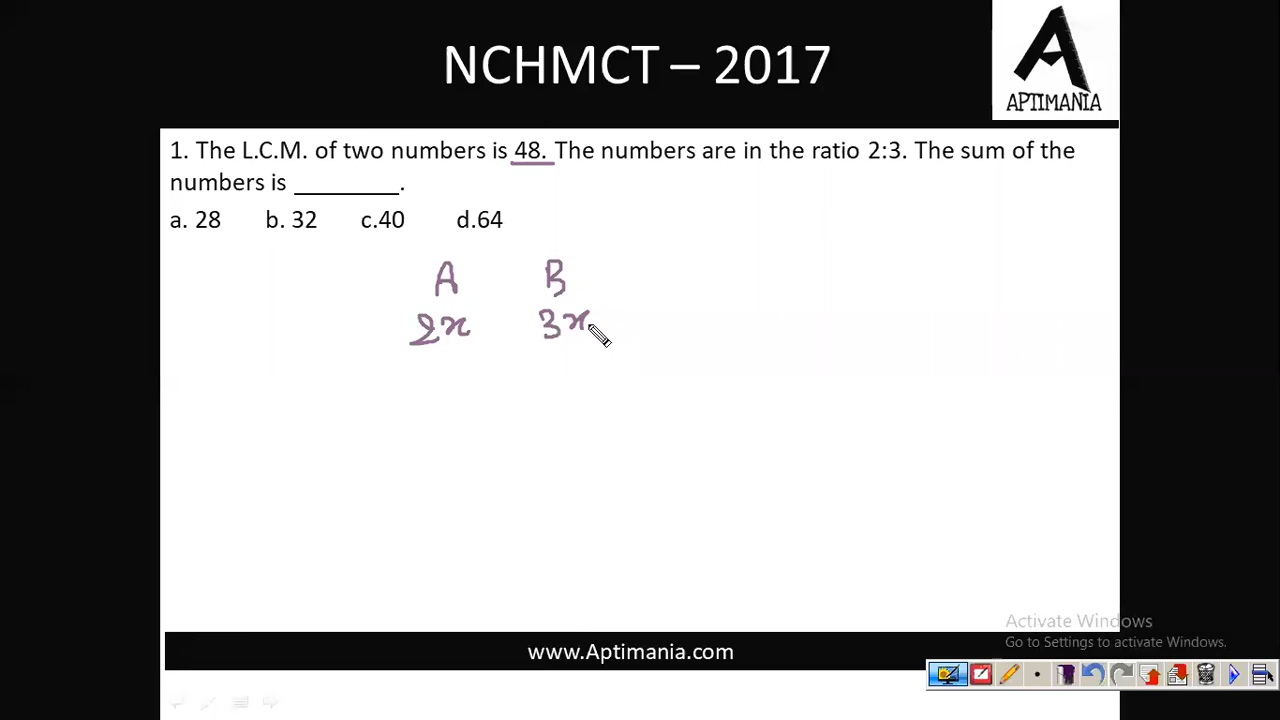 NCHMCT – 2017
A
APTIMANIA
1. The L.C.M. of two numbers is 48. The numbers are in the ratio 2:3. The sum of the
numbers is _________.
a. 28 b. 32 c.40 d.64
A B
2x 3x
www.Aptimania.com
Activate Windows
Go to Settings to activate Windows.